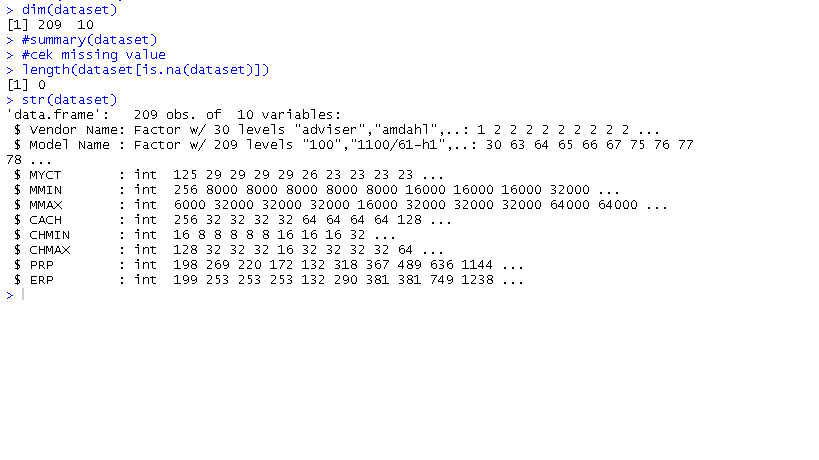 > dim(dataset)
[1] 209  10
> #summary(dataset)
> #cek missing value
> length(dataset[is.na(dataset)])
[1] 0
> str(dataset)
'data.frame':   209 obs. of  10 variables:
 $ Vendor Name: Factor w/ 30 levels "adviser","amdahl",..: 1 2 2 2 2 2 2 2 2 2 ...
 $ Model Name : Factor w/ 209 levels "100","1100/61-h1",..: 30 63 64 65 66 67 75 76 77
78 ...
 $ MYCT       : int  125 29 29 29 29 26 23 23 23 23 ...
 $ MMIN       : int  256 8000 8000 8000 8000 8000 16000 16000 16000 32000 ...
 $ MMAX       : int  6000 32000 32000 32000 16000 32000 32000 32000 64000 64000 ...
 $ CACH       : int  256 32 32 32 32 64 64 64 64 128 ...
 $ CHMIN      : int  16 8 8 8 8 8 16 16 16 32 ...
 $ CHMAX      : int  128 32 32 32 16 32 32 32 32 64 ...
 $ PRP        : int  198 269 220 172 132 318 367 489 636 1144 ...
 $ ERP        : int  199 253 253 253 132 290 381 381 749 1238 ...
>